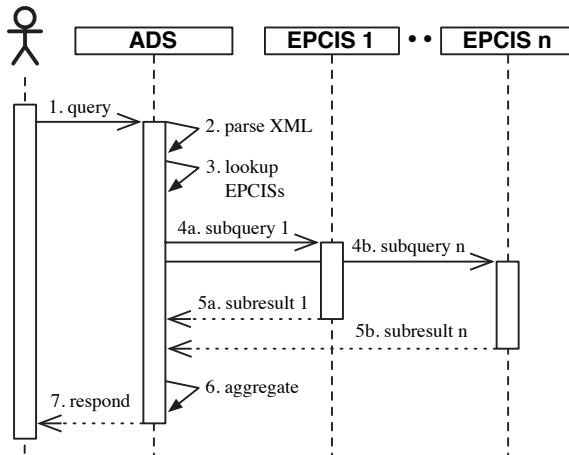 ADS
EPCIS 1
EPCIS n
1. query
2. parse XML
3. lookup
EPCISs
4a. subquery 1
4b. subquery n
5a. subresult 1
5b. subresult n
6. aggregate
7. respond